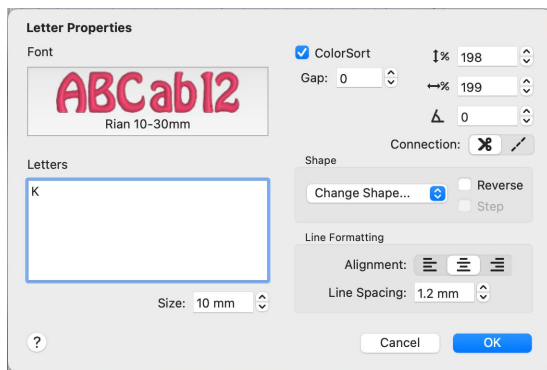 Letter Properties
Font
ABCab12
Rian 10-30mm
Letters
K
Size: 10 mm
?
ColorSort
Gap: 0
% 198
% 199
0
Connection:
Shape
Change Shape...
Reverse
Step
Line Formatting
Alignment:
Line Spacing: 1.2 mm
Cancel
OK